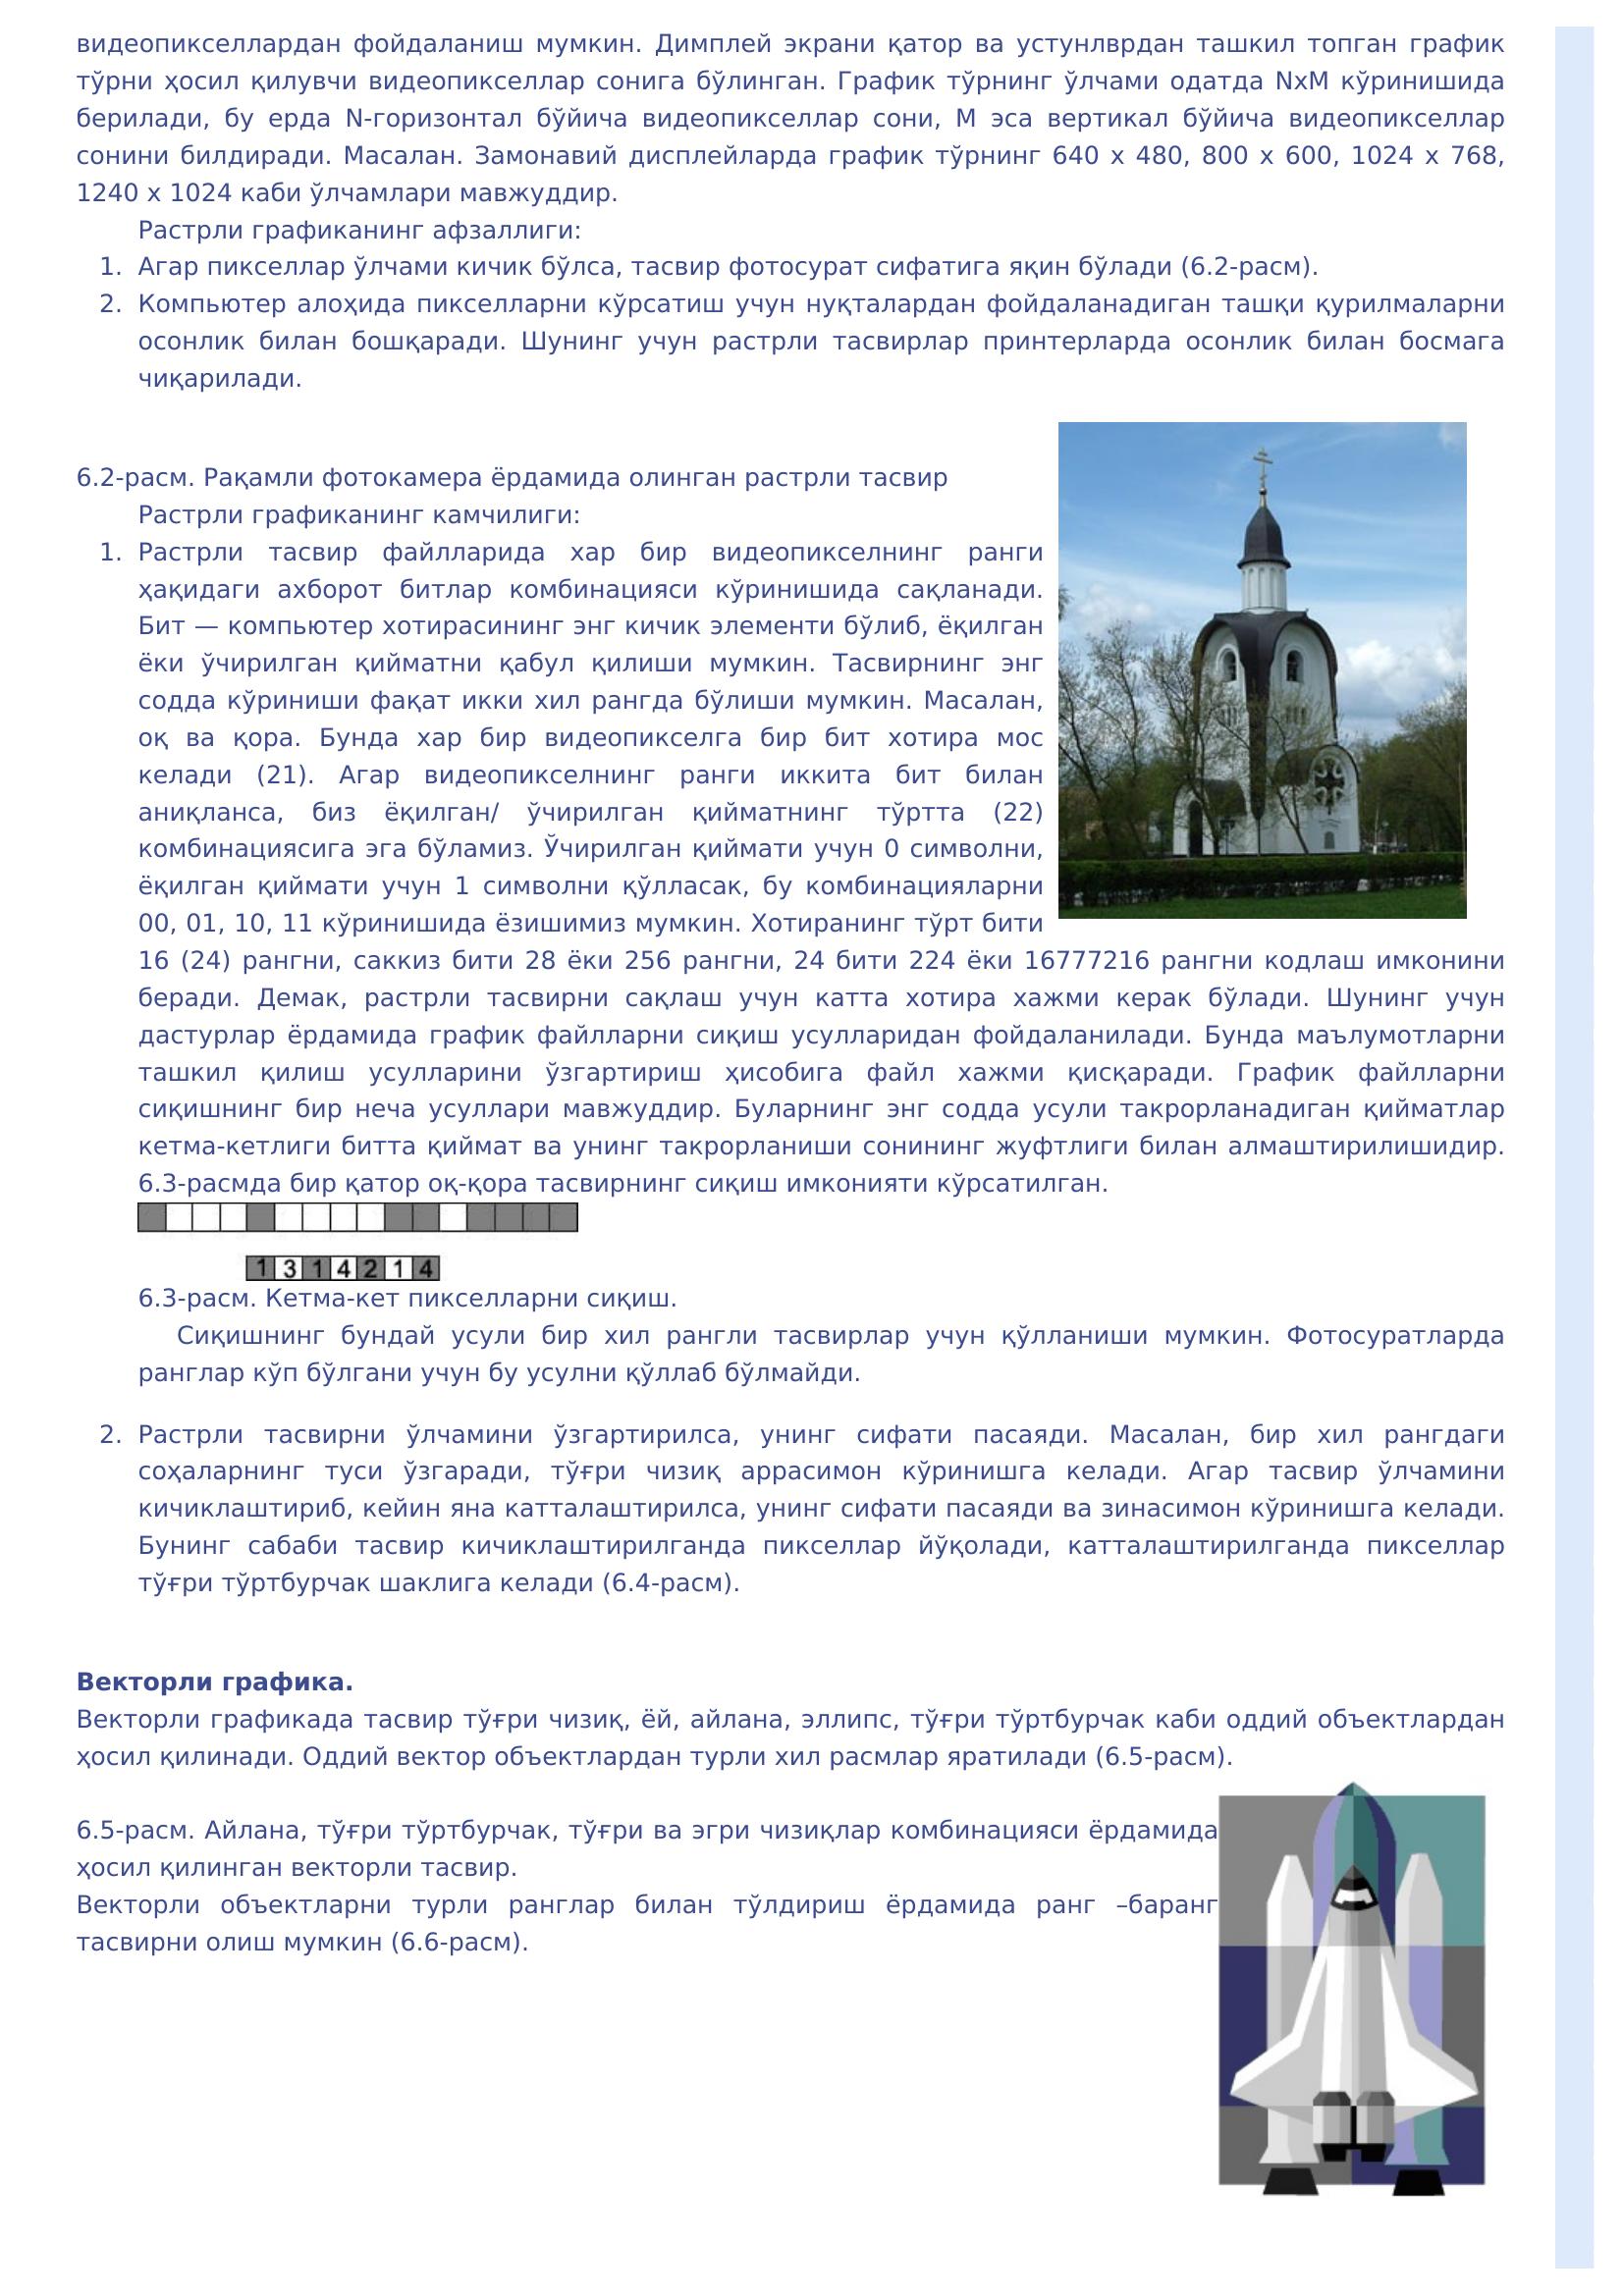 видеопикселлардан фойдаланиш мумкин. Димплей экрани қатор ва устунлврдан ташкил топган график
тўрни ҳосил қилувчи видеопикселлар сонига бўлинган. График тўрнинг ўлчами одатда NxM кўринишида
берилади, бу ерда N-горизонтал бўйича видеопикселлар сони, M эса вертикал бўйича видеопикселлар
сонини билдиради. Масалан. Замонавий дисплейларда график тўрнинг 640 x 480, 800 x 600, 1024 x 768,
1240 x 1024 каби ўлчамлари мавжуддир.
Растрли графиканинг афзаллиги:
1. Агар пикселлар ўлчами кичик бўлса, тасвир фотосурат сифатига яқин бўлади (6.2-расм).
2. Компьютер алоҳида пикселларни кўрсатиш учун нуқталардан фойдаланадиган ташқи қурилмаларни
осонлик билан бошқаради. Шунинг учун растрли тасвирлар принтерларда осонлик билан босмага
чиқарилади.
6.2-расм. Рақамли фотокамера ёрдамида олинган растрли тасвир
Растрли графиканинг камчилиги:
1. Растрли тасвир файлларида хар бир видеопикселнинг ранги
ҳақидаги ахборот битлар комбинацияси кўринишида сақланади.
Бит — компьютер хотирасининг энг кичик элементи бўлиб, ёқилган
ёки ўчирилган қийматни қабул қилиши мумкин. Тасвирнинг энг
содда кўриниши фақат икки хил рангда бўлиши мумкин. Масалан,
оқ ва қора. Бунда хар бир видеопикселга бир бит хотира мос
келади (21). Агар видеопикселнинг ранги иккита бит билан
аниқланса, биз ёқилган/ ўчирилган қийматнинг тўртта (22)
комбинациясига эга бўламиз. Ўчирилган қиймати учун 0 символни,
ёқилган қиймати учун 1 символни қўлласак, бу комбинацияларни
00, 01, 10, 11 кўринишида ёзишимиз мумкин. Хотиранинг тўрт бити
16 (24) рангни, саккиз бити 28 ёки 256 рангни, 24 бити 224 ёки 16777216 рангни кодлаш имконини
беради. Демак, растрли тасвирни сақлаш учун катта хотира хажми керак бўлади. Шунинг учун
дастурлар ёрдамида график файлларни сиқиш усулларидан фойдаланилади. Бунда маълумотларни
ташкил қилиш усулларини ўзгартириш ҳисобига файл хажми қисқаради. График файлларни
сиқишнинг бир неча усуллари мавжуддир. Буларнинг энг содда усули такрорланадиган қийматлар
кетма-кетлиги битта қиймат ва унинг такрорланиши сонининг жуфтлиги билан алмаштирилишидир.
6.3-расмда бир қатор оқ-қора тасвирнинг сиқиш имконияти кўрсатилган.
1 3 1 4 2 1 4
6.3-расм. Кетма-кет пикселларни сиқиш.
Сиқишнинг бундай усули бир хил рангли тасвирлар учун қўлланиши мумкин. Фотосуратларда
ранглар кўп бўлгани учун бу усулни қўллаб бўлмайди.
2. Растрли тасвирни ўлчамини ўзгартирилса, унинг сифати пасаяди. Масалан, бир хил рангдаги
соҳаларнинг туси ўзгаради, тўғри чизиқ аррасимон кўринишга келади. Агар тасвир ўлчамини
кичиклаштириб, кейин яна катталаштирилса, унинг сифати пасаяди ва зинасимон кўринишга келади.
Бунинг сабаби тасвир кичиклаштирилганда пикселлар йўқолади, катталаштирилганда пикселлар
тўғри тўртбурчак шаклига келади (6.4-расм).
Векторли графика.
Векторли графикада тасвир тўғри чизиқ, ёй, айлана, эллипс, тўғри тўртбурчак каби оддий объектлардан
ҳосил қилинади. Оддий вектор объектлардан турли хил расмлар яратилади (6.5-расм).
6.5-расм. Айлана, тўғри тўртбурчак, тўғри ва эгри чизиқлар комбинацияси ёрдамида
ҳосил қилинган векторли тасвир.
Векторли объектларни турли ранглар билан тўлдириш ёрдамида ранг –баранг
тасвирни олиш мумкин (6.6-расм).